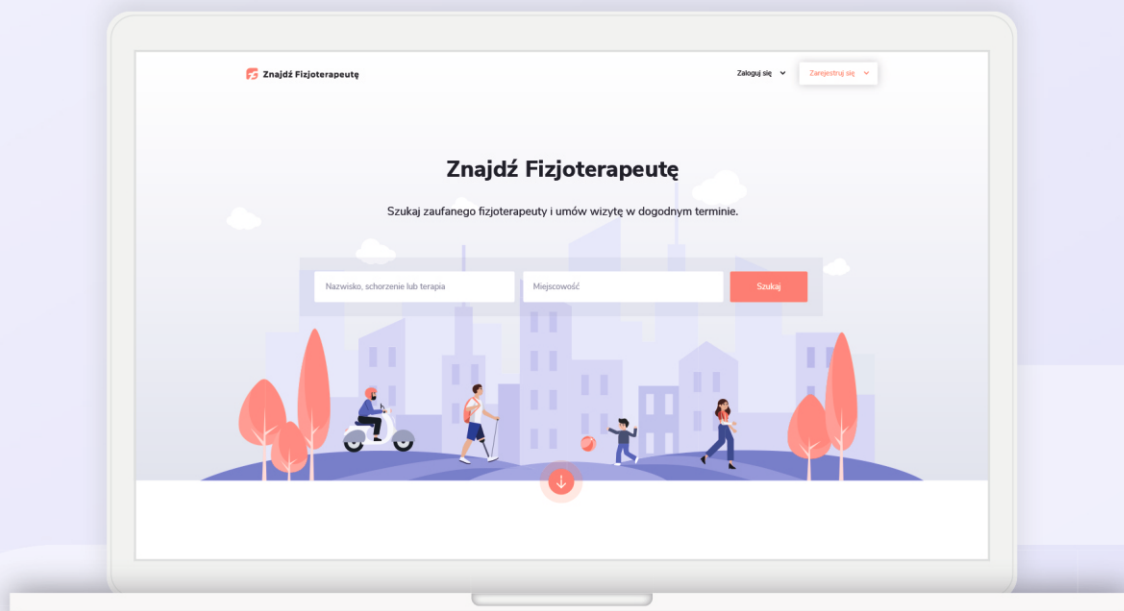 Znajdź Fizjoterapeutę
Zaloguj się
Zarejestruj się
Znajdź Fizjoterapeutę
Szukaj zaufanego fizjoterapeuty i umów wizytę w dogodnym terminie.
Nazwisko, schorzenie lub terapia
Miejscowość
Szukaj